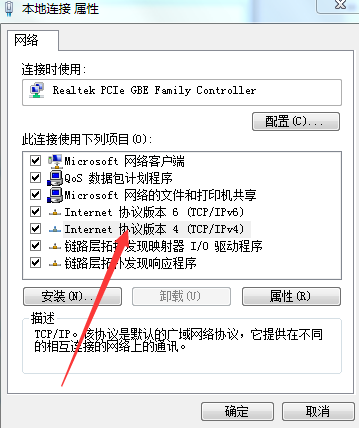 本地连接 属性
网络
连接时使用:
Realtek PCIe GBE Family Controller
配置(C)...
此连接使用下列项目(O):
Microsoft 网络客户端
QoS 数据包计划程序
Microsoft 网络的文件和打印机共享
Internet 协议版本 6 (TCP/IPv6)
Internet 协议版本 4 (TCP/IPv4)
链路层拓扑发现映射器 I/O 驱动程序
链路层拓扑发现响应程序
安装(N)...
卸载(U)
属性(R)
描述
TCP/IP。该协议是默认的广域网络协议，它提供在不同
的相互连接的网络上的通讯。
确定
取消